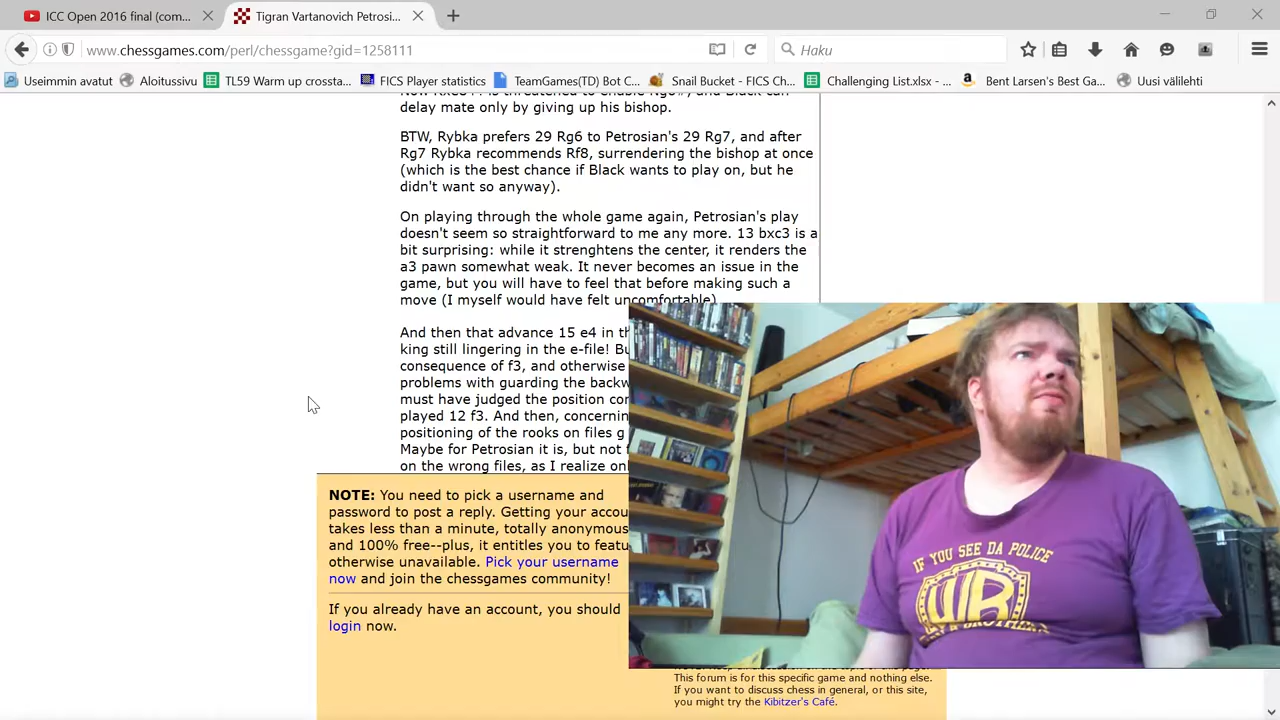 ICC Open 2016 final (com...
Tigran Vartanovich Petrosi...
www.chessgames.com/perl/chessgame?gid=1258111
Haku
Useimmin avatut
Aloitussivu
TL59 Warm up crossta...
FICS Player statistics
TeamGames(TD) Bot C...
Snail Bucket - FICS Ch...
Challenging List.xlsx - ...
Bent Larsen's Best Ga...
Uusi välilehti
delay mate only by giving up his bishop.
BTW, Rybka prefers 29 Rg6 to Petrosian's 29 Rg7, and after
Rg7 Rybka recommends Rf8, surrendering the bishop at once
(which is the best chance if Black wants to play on, but he
didn't want so anyway).
On playing through the whole game again, Petrosian's play
doesn't seem so straightforward to me any more. 13 bxc3 is a
bit surprising: while it strenghtens the center, it renders the
a3 pawn somewhat weak. It never becomes an issue in the
game, but you will have to feel that before making such a
move (I myself would have felt uncomfortable)
And then that advance 15 e4 in th
king still lingering in the e-file! Bu
consequence of f3, and otherwise
problems with guarding the backw
must have judged the position cor
played 12 f3. And then, concernin
positioning of the rooks on files g
Maybe for Petrosian it is, but not f
on the wrong files, as I realize onl
NOTE: You need to pick a username and
password to post a reply. Getting your accou
takes less than a minute, totally anonymous
and 100% free--plus, it entitles you to featu
otherwise unavailable. Pick your username
now and join the chessgames community!
If you already have an account, you should
login now.
IF YOU SEE DA POLICE
WR
This forum is for this specific game and nothing else.
If you want to discuss chess in general, or this site,
you might try the Kibitzer's Café.